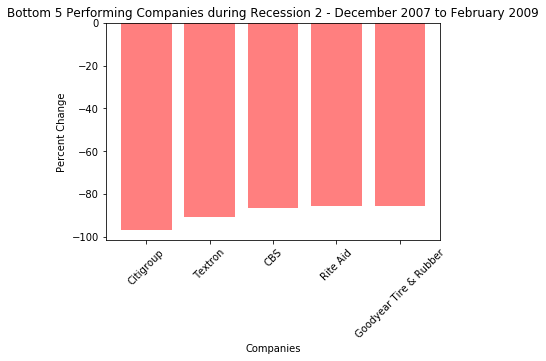 Bottom 5 Performing Companies during Recession 2 - December 2007 to February 2009
0
−20
−40
−60
−80
−100
Percent Change
Citigroup
Textron
CBS
Rite Aid
Goodyear Tire & Rubber
Companies